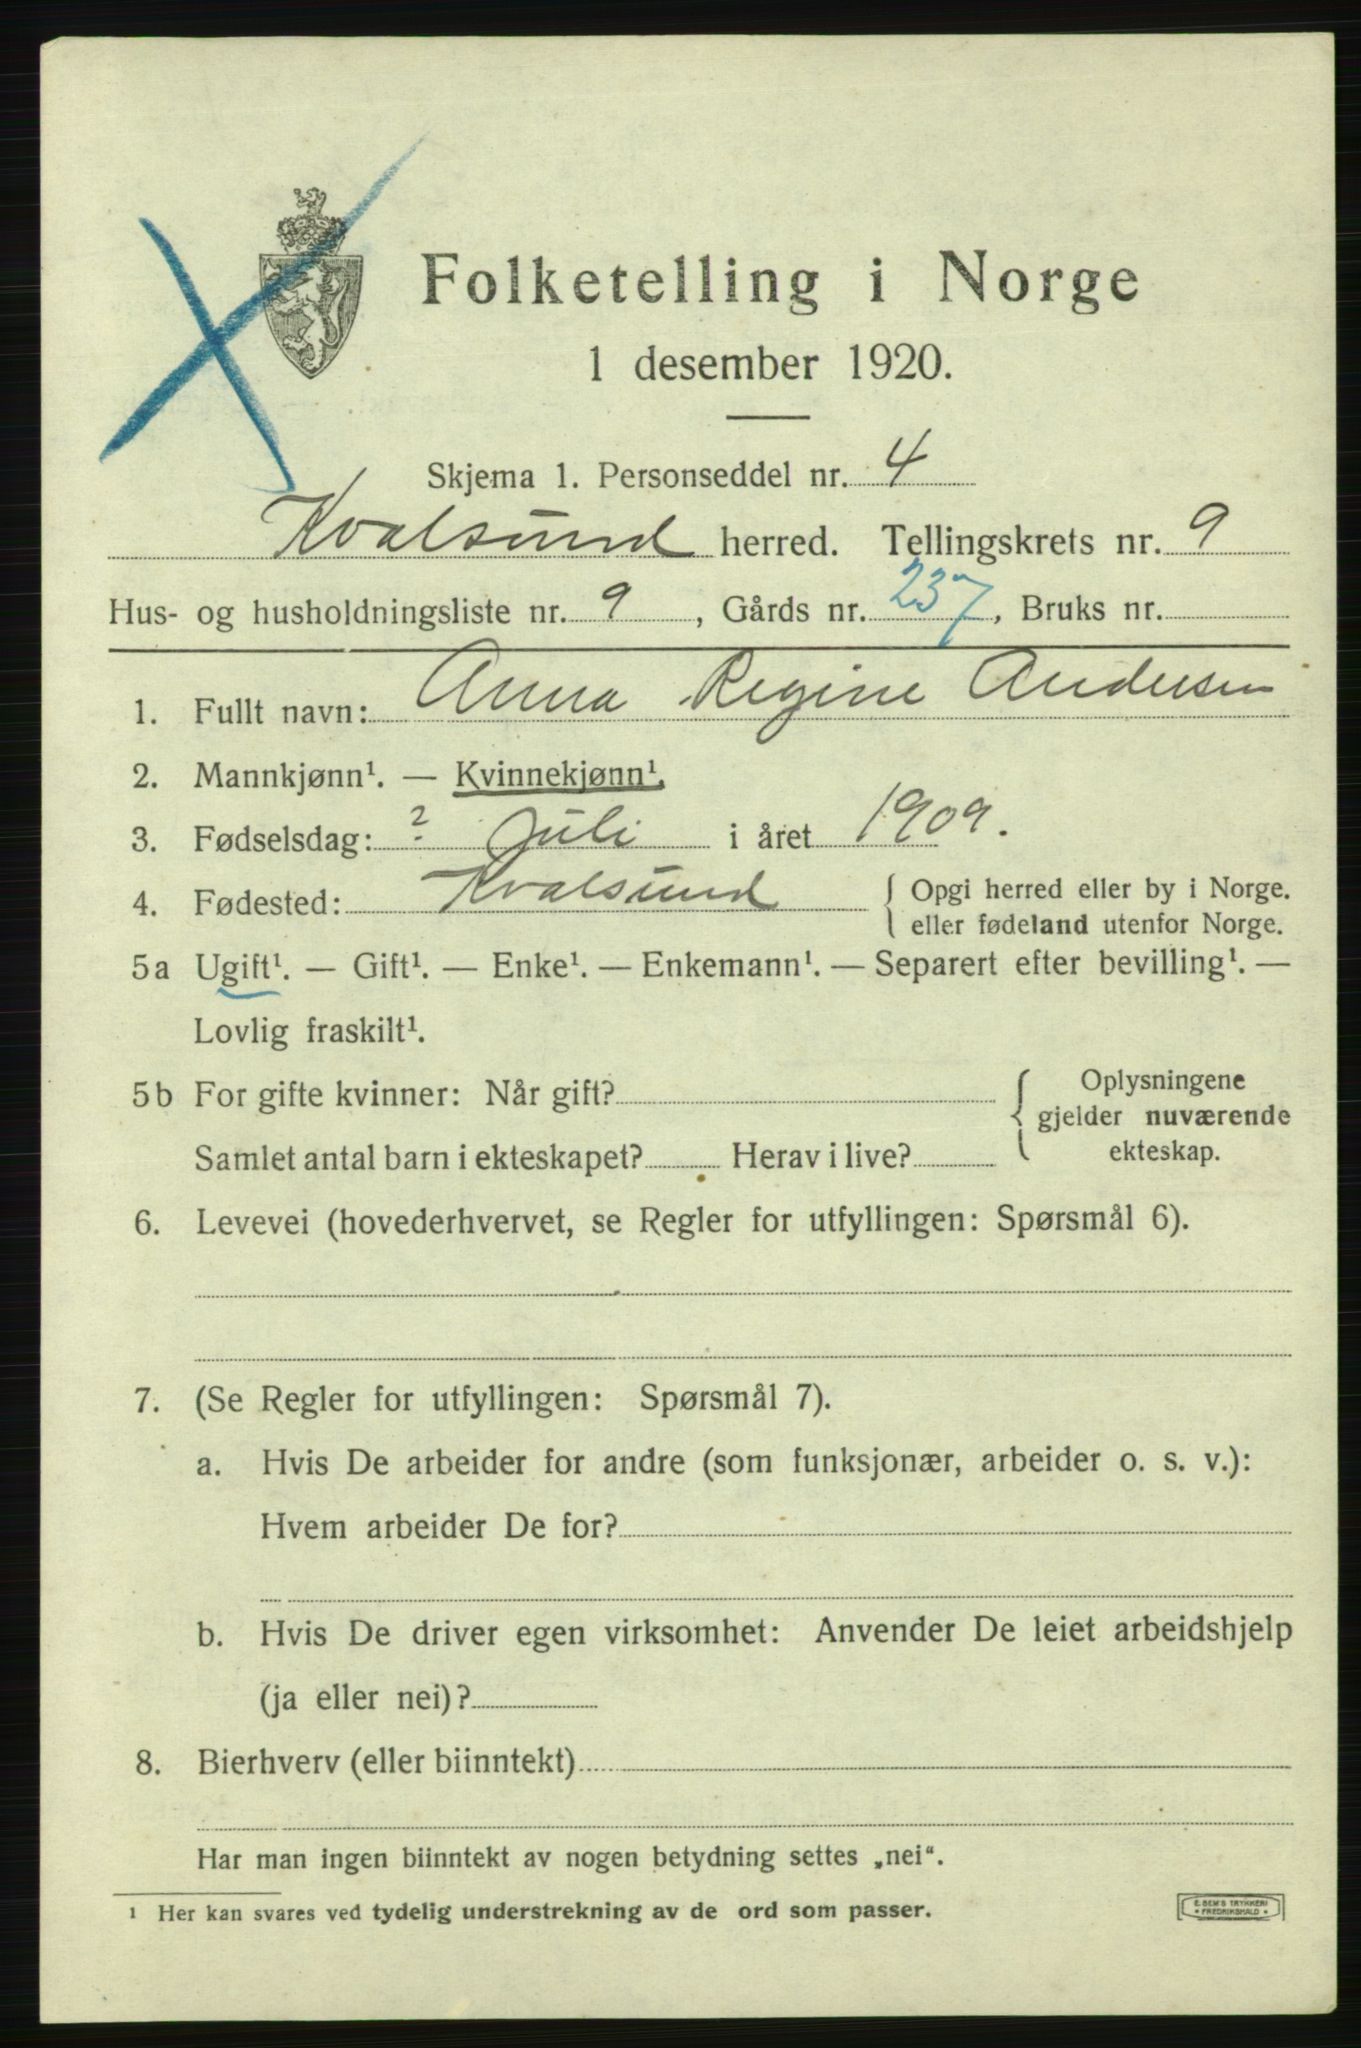 Folketelling i Norge
1 desember 1920.
Skjema 1. Personseddel nr. 4
Kvalsund herred. Tellingskrets nr. 9
Hus- og husholdningsliste nr. 9, Gårds nr. 237, Bruks nr.
1. Fullt navn: Anna Regine Andersen
2. Mannkjønn¹. — Kvinnekjønn¹.
3. Fødselsdag: 2 Juli i året 1909.
4. Fødested: Kvalsund { Opgi herred eller by i Norge.
eller fødeland utenfor Norge.
5a Ugift¹. — Gift¹. — Enke¹. — Enkemann¹. — Separert efter bevilling¹. —
Lovlig fraskilt¹.
5b For gifte kvinner: Når gift? { Oplysningene
gjelder nuværende
Samlet antal barn i ekteskapet? Herav i live? ekteskap.
6. Levevei (hovederhvervet, se Regler for utfyllingen: Spørsmål 6).
7. (Se Regler for utfyllingen: Spørsmål 7).
a. Hvis De arbeider for andre (som funksjonær, arbeider o. s. v.):
Hvem arbeider De for?
b. Hvis De driver egen virksomhet: Anvender De leiet arbeidshjelp
(ja eller nei)?
8. Bierhverv (eller biinntekt)
Har man ingen biinntekt av nogen betydning settes „nei“.
¹ Her kan svares ved tydelig understrekning av de ord som passer.
E. SEM'S TRYKKERI
FREDRIKSHALD